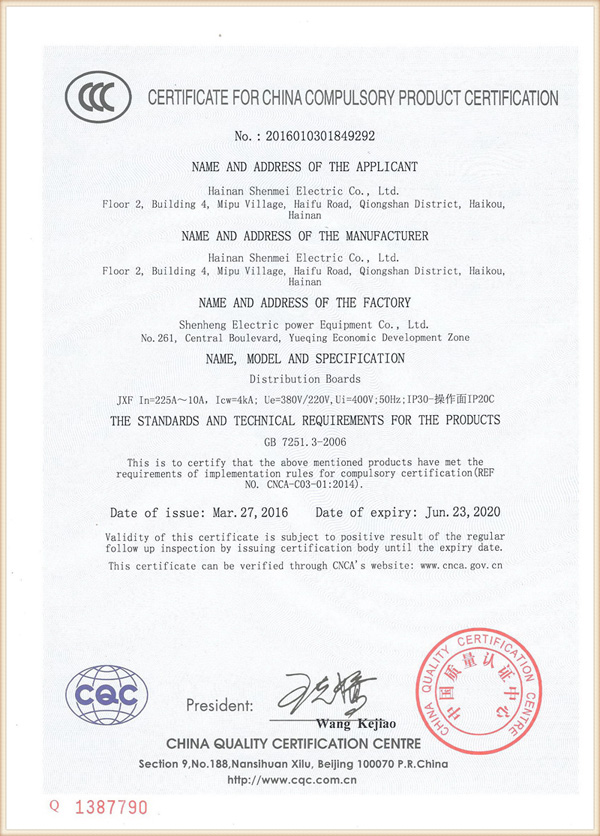 CCC
CERTIFICATE FOR CHINA COMPULSORY PRODUCT CERTIFICATION
No. : 2016010301849292
NAME AND ADDRESS OF THE APPLICANT
Hainan Shenmei Electric Co., Ltd.
Floor 2, Building 4, Mipu Village, Haifu Road, Qiongshan District, Haikou,
Hainan
NAME AND ADDRESS OF THE MANUFACTURER
Hainan Shenmei Electric Co., Ltd.
Floor 2, Building 4, Mipu Village, Haifu Road, Qiongshan District, Haikou,
Hainan
NAME AND ADDRESS OF THE FACTORY
Shenheng Electric power Equipment Co., Ltd.
No.261, Central Boulevard, Yueqing Economic Development Zone
NAME, MODEL AND SPECIFICATION
Distribution Boards
JXF In=225A～10A, Icw=4kA; Ue=380V/220V,Ui=400V;50Hz;IP30-操作面IP20C
THE STANDARDS AND TECHNICAL REQUIREMENTS FOR THE PRODUCTS
GB 7251.3-2006
This is to certify that the above mentioned products have met the
requirements of implementation rules for compulsory certification(REF
NO. CNCA-C03-01:2014).
Date of issue: Mar.27,2016 Date of expiry: Jun.23,2020
Validity of this certificate is subject to positive result of the regular
follow up inspection by issuing certification body until the expiry date.
This certificate can be verified through CNCA's website: www.cnca.gov.cn
CQC
President:
王克娇
Wang Kejiao
CHINA QUALITY CERTIFICATION CENTRE
中国质量认证中心
CHINA QUALITY CERTIFICATION CENTRE
Section 9,No.188,Nansihuan Xilu, Beijing 100070 P.R.China
http://www.cqc.com.cn
Q 1387790